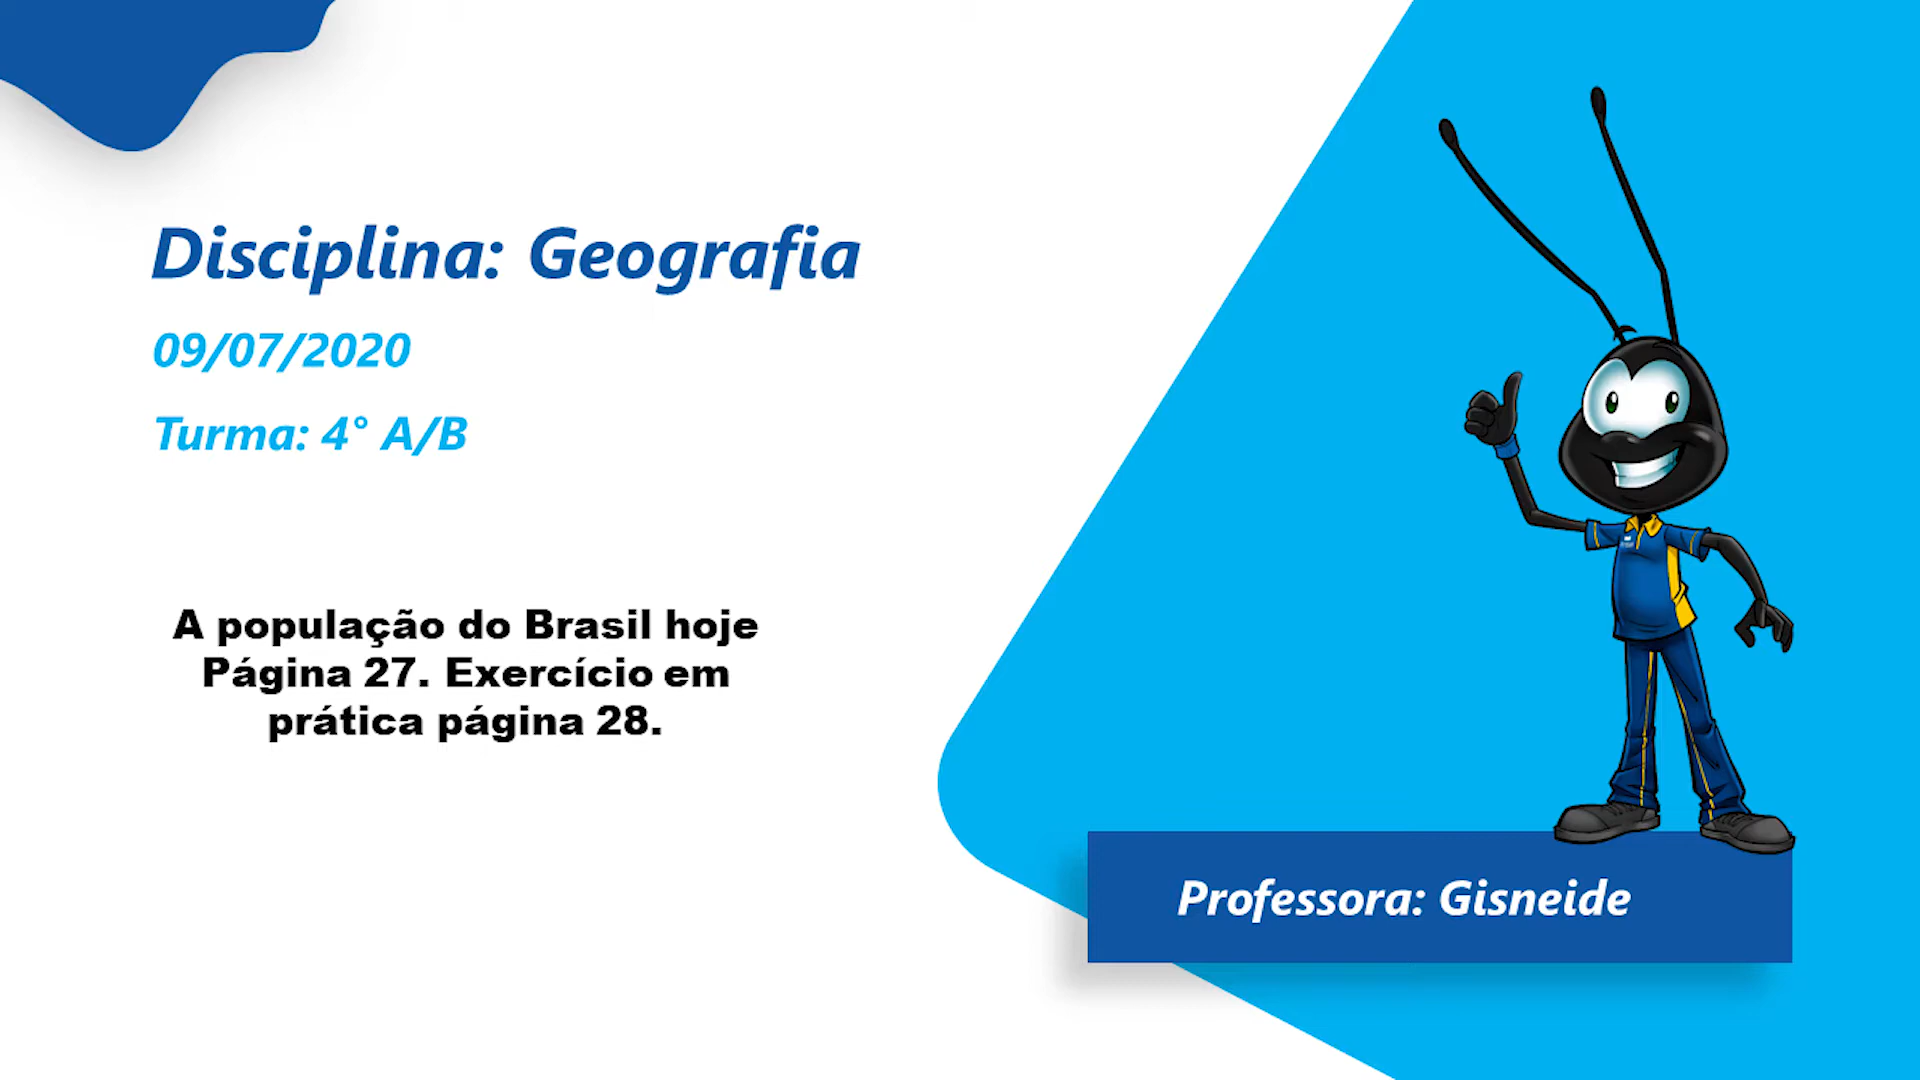 Disciplina: Geografia
09/07/2020
Turma: 4° A/B
A população do Brasil hoje
Página 27. Exercício em
prática página 28.
Professora: Gisneide